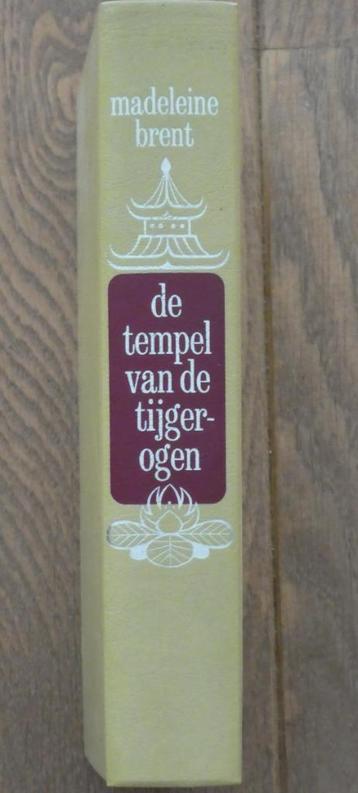 madeleine
brent
de
tempel
van de
tijger-
ogen